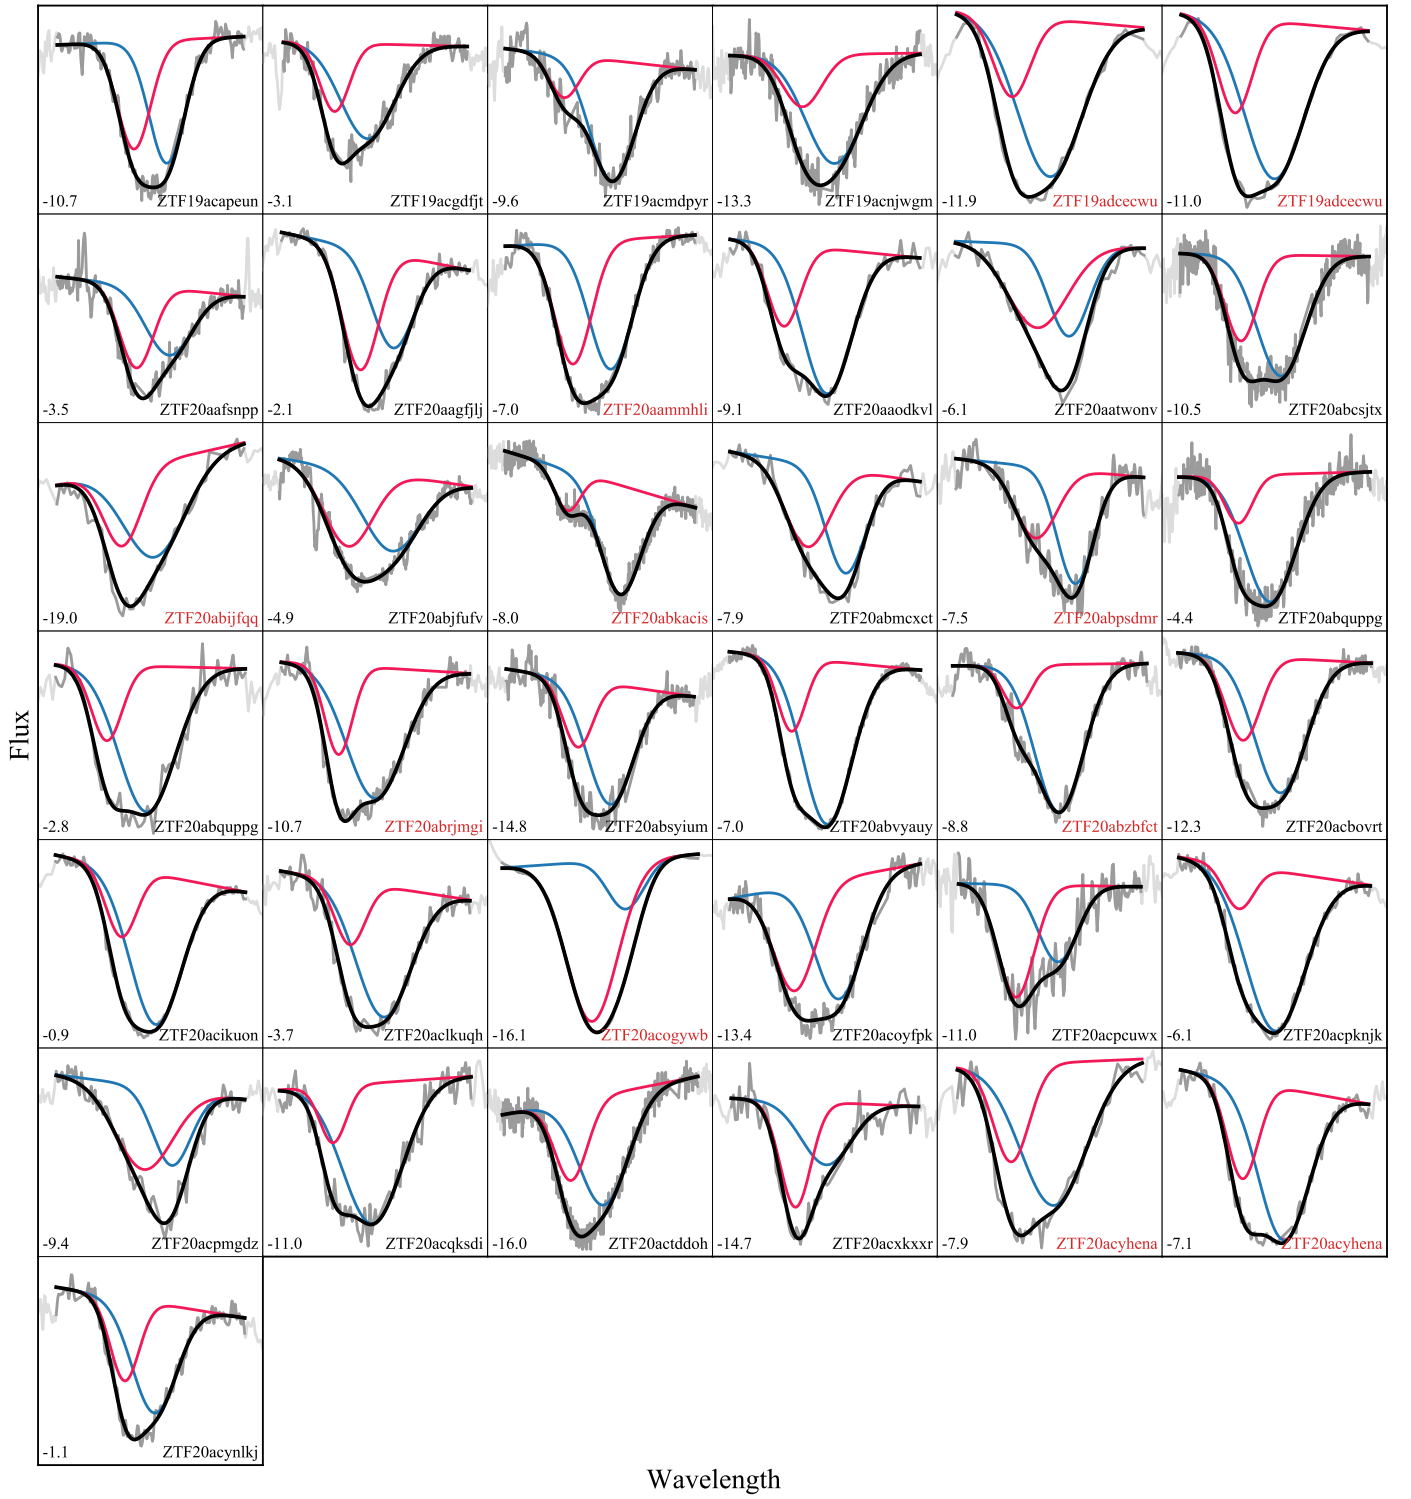 -10.7 ZTF19acapeun
-3.1 ZTF19acgdfjt
-9.6 ZTF19acmdpyr
-13.3 ZTF19acnjwgm
-11.9 ZTF19adcecwu
-11.0 ZTF19adcecwu
-3.5 ZTF20aafsnpp
-2.1 ZTF20aagfjlj
-7.0 ZTF20aammhli
-9.1 ZTF20aaodkvl
-6.1 ZTF20aatwonv
-10.5 ZTF20abcsjtx
-19.0 ZTF20abijfqq
-4.9 ZTF20abjfufv
-8.0 ZTF20abkacis
-7.9 ZTF20abmcxct
-7.5 ZTF20abpsdmr
-4.4 ZTF20abquppg
-2.8 ZTF20abquppg
-10.7 ZTF20abrjmgi
-14.8 ZTF20absyium
-7.0 ZTF20abvyauy
-8.8 ZTF20abzbfct
-12.3 ZTF20acbovrt
Flux
-0.9 ZTF20acikuon
-3.7 ZTF20aclkuqh
-16.1 ZTF20acogywb
-13.4 ZTF20acoyfpk
-11.0 ZTF20acpcuwx
-6.1 ZTF20acpknjk
-9.4 ZTF20acpmgdz
-11.0 ZTF20acqksdi
-16.0 ZTF20actddoh
-14.7 ZTF20acxkxxr
-7.9 ZTF20acyhena
-7.1 ZTF20acyhena
-1.1 ZTF20acynlkj
Wavelength